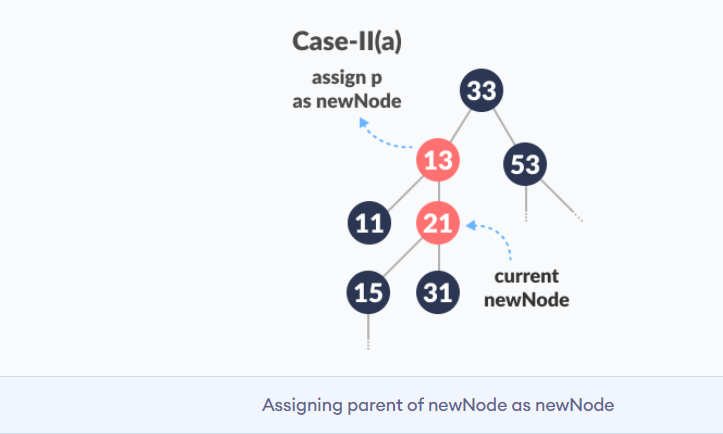 Case-II(a)
assign p
as newNode
33
13
53
11
21
current
newNode
15
31
Assigning parent of newNode as newNode